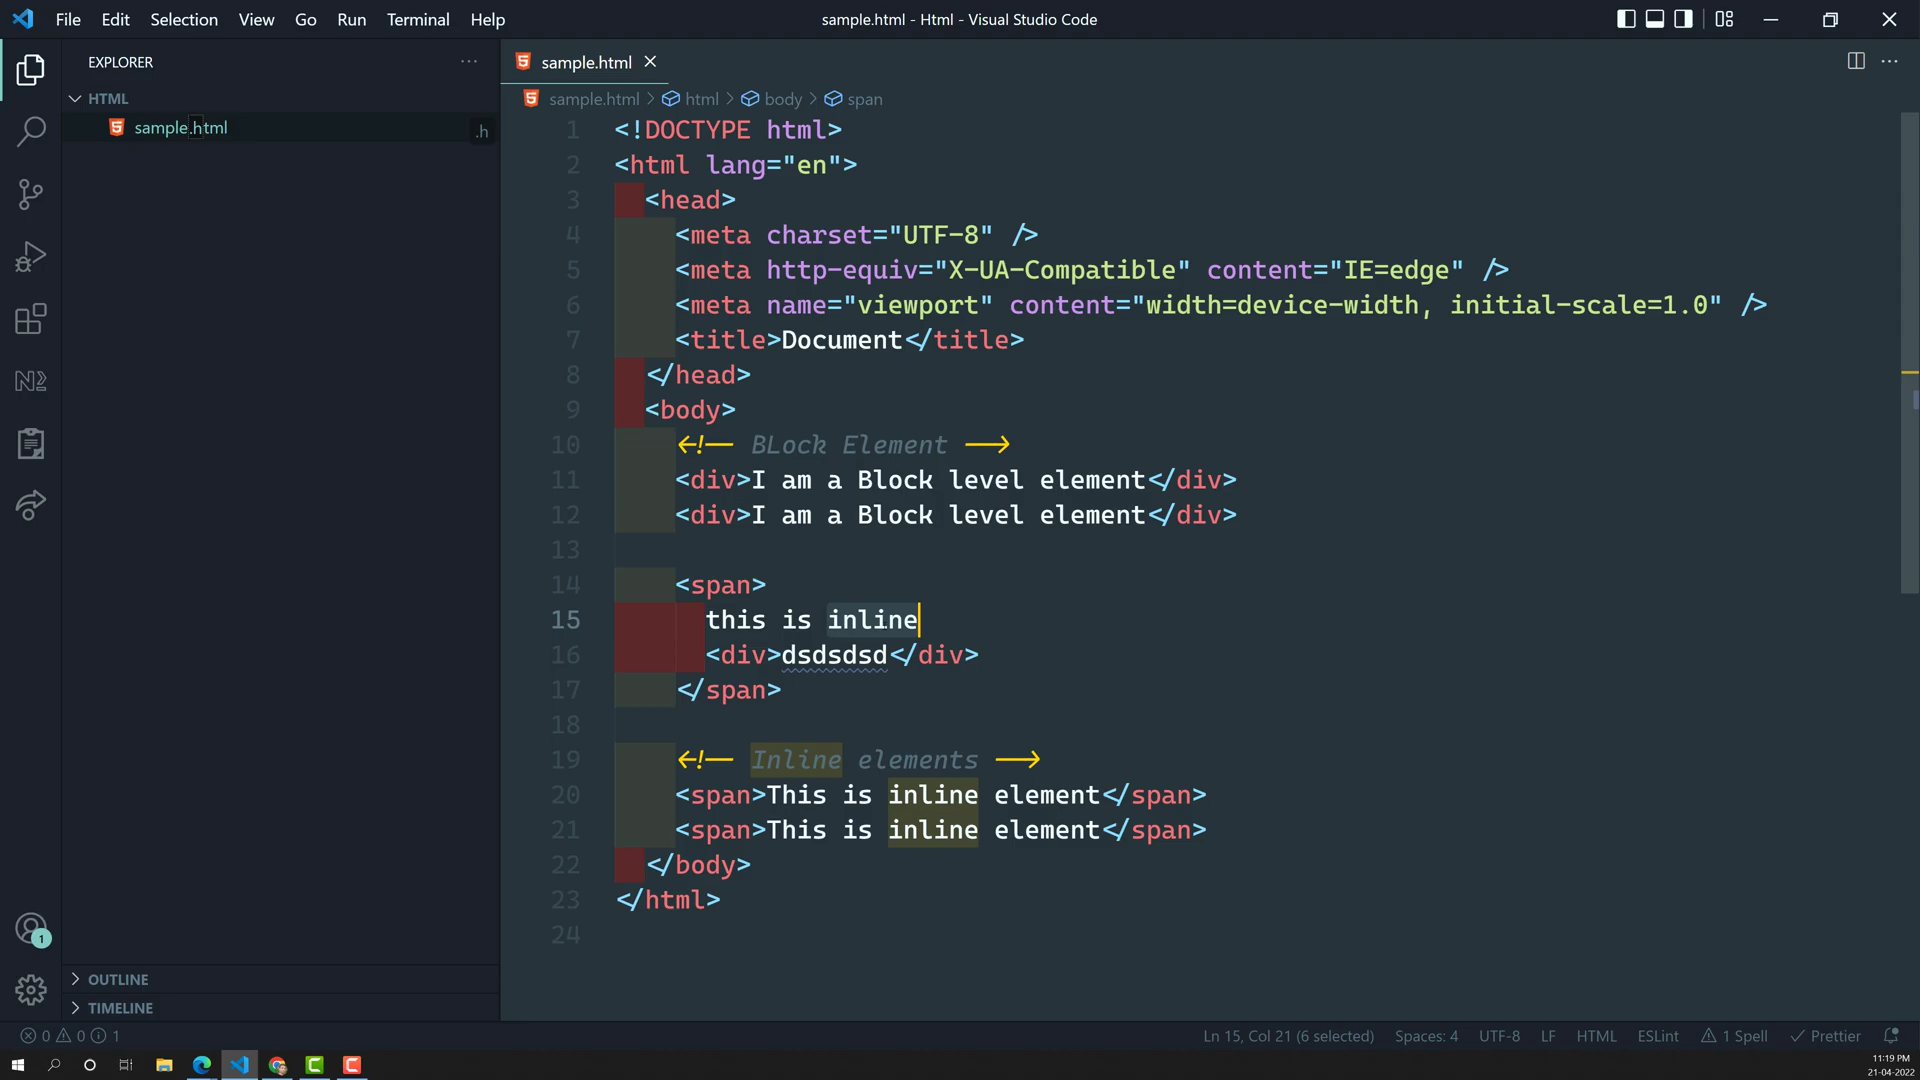 File Edit Selection View Go Run Terminal Help
sample.html - Html - Visual Studio Code
EXPLORER
HTML
sample.html
.h
OUTLINE
TIMELINE
sample.html
sample.html > html > body > span
1 <!DOCTYPE html>
2 <html lang="en">
3 <head>
4 <meta charset="UTF-8" />
5 <meta http-equiv="X-UA-Compatible" content="IE=edge" />
6 <meta name="viewport" content="width=device-width, initial-scale=1.0" />
7 <title>Document</title>
8 </head>
9 <body>
10 <!-- BLock Element -->
11 <div>I am a Block level element</div>
12 <div>I am a Block level element</div>
13
14 <span>
15 this is inline
16 <div>dsdsdsd</div>
17 </span>
18
19 <!-- Inline elements -->
20 <span>This is inline element</span>
21 <span>This is inline element</span>
22 </body>
23 </html>
24
1
0 0 1
Ln 15, Col 21 (6 selected) Spaces: 4 UTF-8 LF HTML ESLint 1 Spell Prettier
11:19 PM
21-04-2022